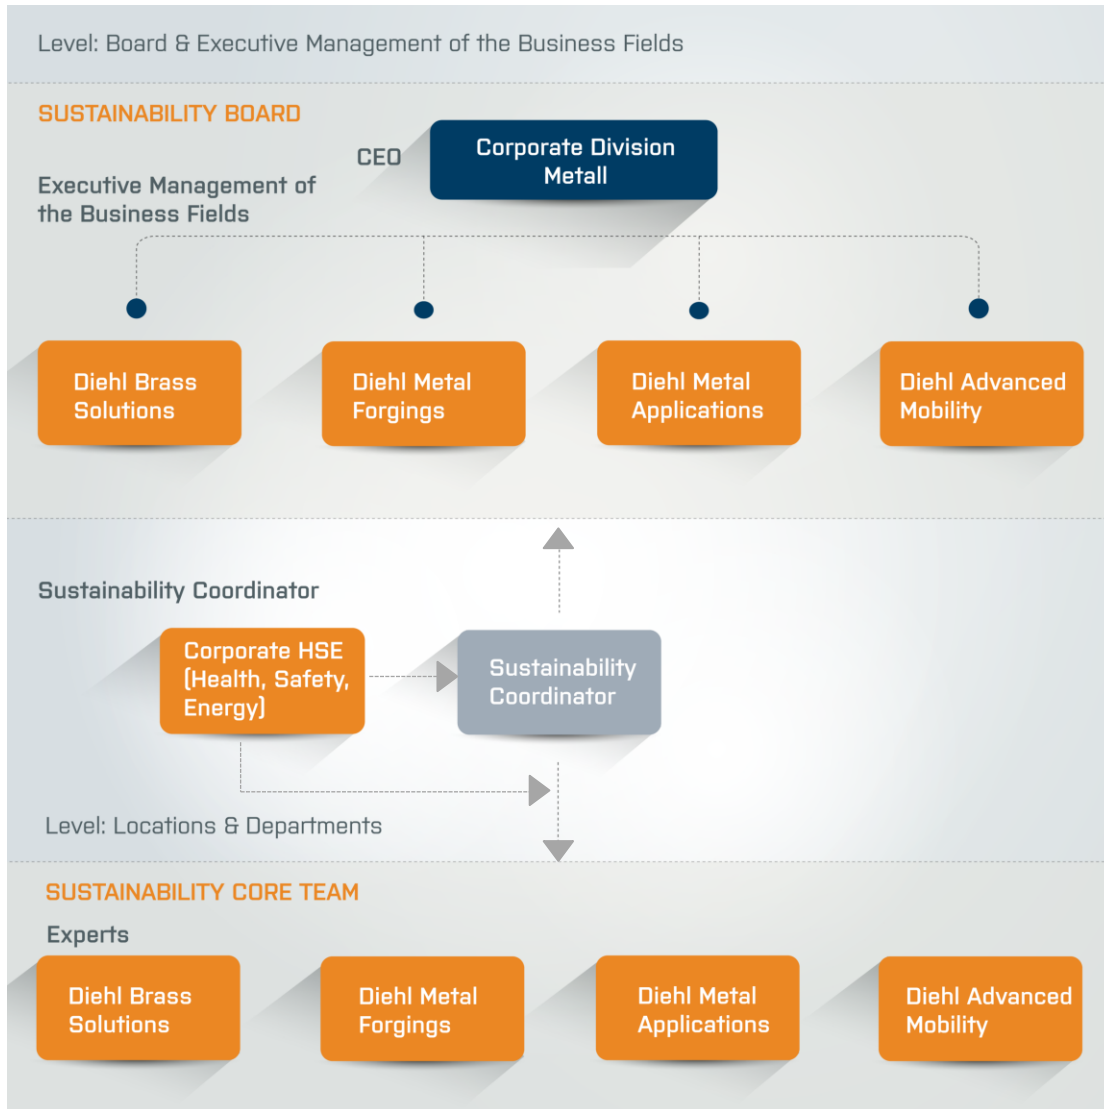 Level: Board & Executive Management of the Business Fields
SUSTAINABILITY BOARD
CEO
Corporate Division
Metall
Executive Management of
the Business Fields
Diehl Brass
Solutions
Diehl Metal
Forgings
Diehl Metal
Applications
Diehl Advanced
Mobility
Sustainability Coordinator
Corporate HSE
(Health, Safety,
Energy)
Sustainability
Coordinator
Level: Locations & Departments
SUSTAINABILITY CORE TEAM
Experts
Diehl Brass
Solutions
Diehl Metal
Forgings
Diehl Metal
Applications
Diehl Advanced
Mobility